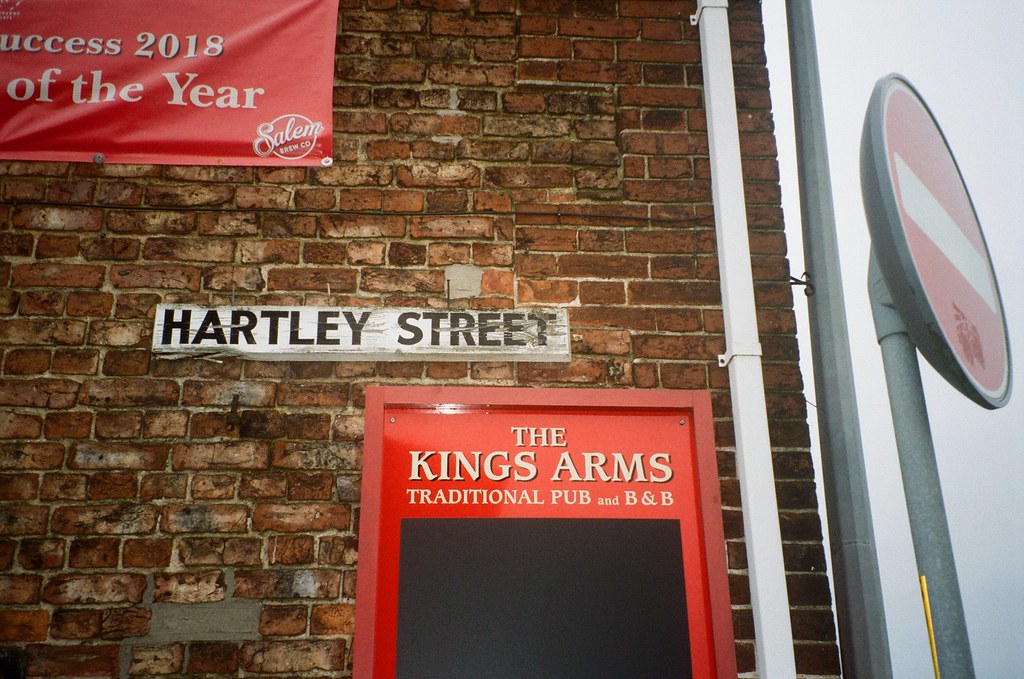 uccess 2018
of the Year
Salem
BREW CO
HARTLEY STREET
THE
KINGS ARMS
TRADITIONAL PUB and B & B